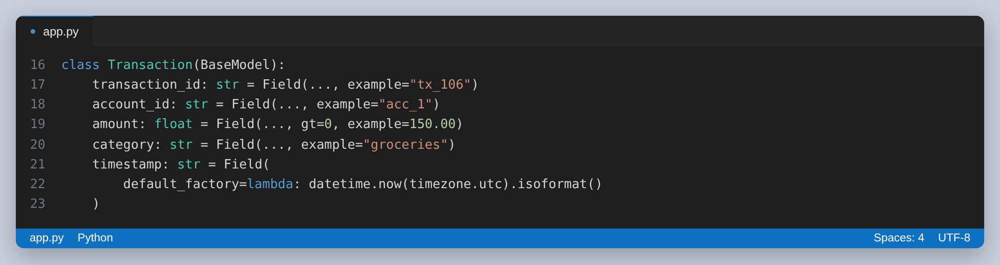 app.py
16 class Transaction(BaseModel):
17     transaction_id: str = Field(..., example="tx_106")
18     account_id: str = Field(..., example="acc_1")
19     amount: float = Field(..., gt=0, example=150.00)
20     category: str = Field(..., example="groceries")
21     timestamp: str = Field(
22         default_factory=lambda: datetime.now(timezone.utc).isoformat()
23     )
app.py Python Spaces: 4 UTF-8